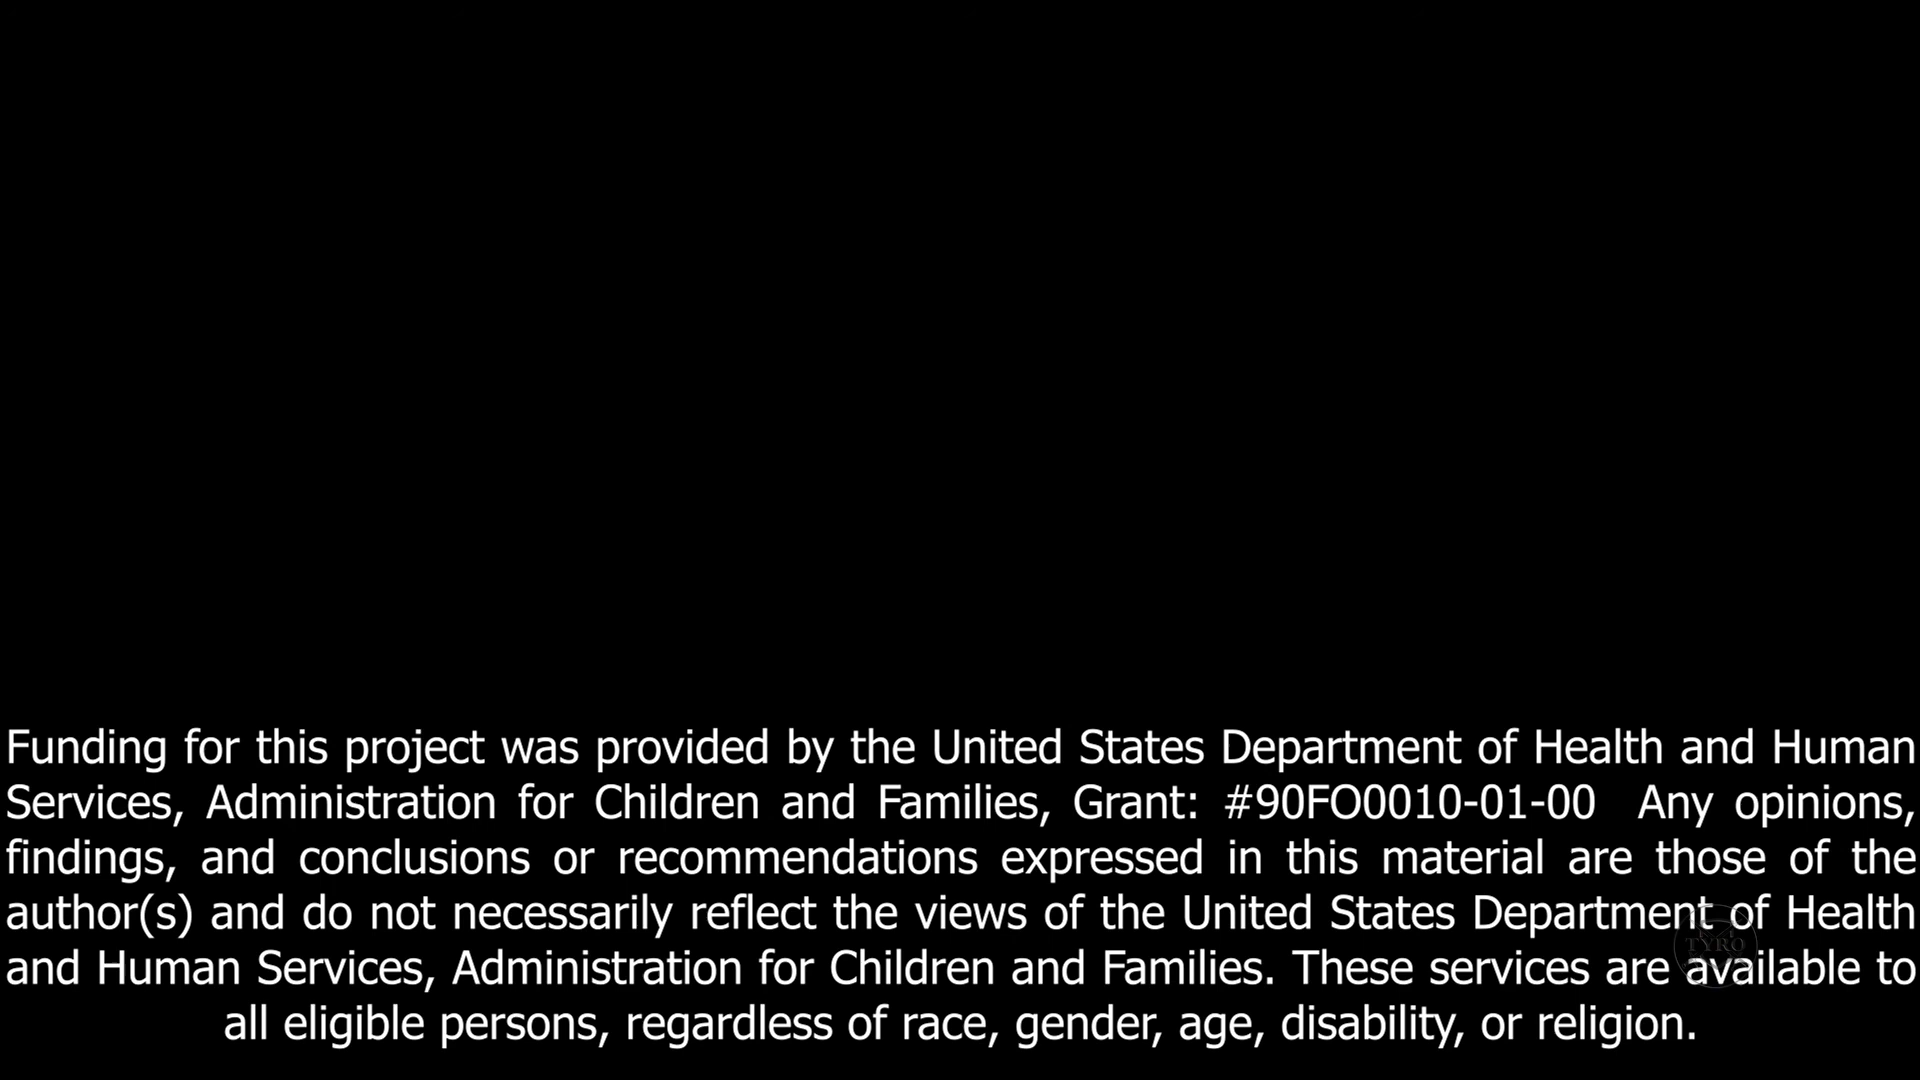 Funding for this project was provided by the United States Department of Health and Human
Services, Administration for Children and Families, Grant: #90FO0010-01-00 Any opinions,
findings, and conclusions or recommendations expressed in this material are those of the
author(s) and do not necessarily reflect the views of the United States Department of Health
and Human Services, Administration for Children and Families. These services are available to
all eligible persons, regardless of race, gender, age, disability, or religion.
TYRO